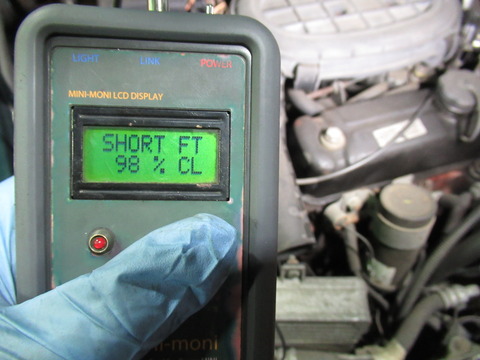 LIGHT LINK POWER
MINI-MONI LCD DISPLAY
SHORT FT
98 % CL
mini-moni